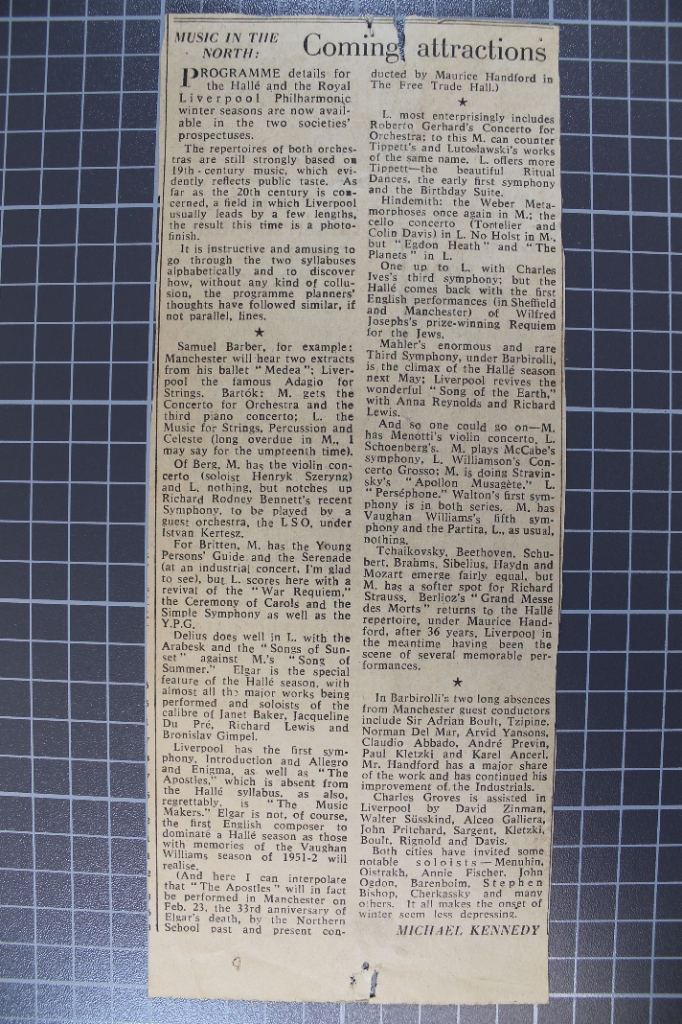 MUSIC IN THE
NORTH:
Coming attractions
PROGRAMME details for
the Hallé and the Royal
Liverpool Philharmonic
winter seasons are now avail-
able in the two societies'
prospectuses.
The repertoires of both orches-
tras are still strongly based on
19th-century music, which evi-
dently reflects public taste. As
far as the 20th century is con-
cerned, a field in which Liverpool
usually leads by a few lengths,
the result this time is a photo-
finish.
It is instructive and amusing to
go through the two syllabuses
alphabetically and to discover
how, without any kind of collu-
sion, the programme planners'
thoughts have followed similar, if
not parallel, lines.
★
Samuel Barber, for example:
Manchester will hear two extracts
from his ballet "Medea"; Liver-
pool the famous Adagio for
Strings. Bartók: M. gets the
Concerto for Orchestra and the
third piano concerto; L. the
Music for Strings, Percussion and
Celeste (long overdue in M., I
may say for the umpteenth time).
Of Berg, M. has the violin con-
certo (soloist Henryk Szeryng)
and L. nothing, but notches up
Richard Rodney Bennett's recent
Symphony, to be played by a
guest orchestra, the LSO, under
Istvan Kertesz.
For Britten, M. has the Young
Persons' Guide and the Serenade
(at an industrial concert, I'm glad
to see), but L. scores here with a
revival of the "War Requiem,"
the Ceremony of Carols and the
Simple Symphony as well as the
Y.P.G.
Delius does well in L. with the
Arabesk and the "Songs of Sun-
set" against M.'s "Song of
Summer." Elgar is the special
feature of the Hallé season, with
almost all the major works being
performed and soloists of the
calibre of Janet Baker, Jacqueline
Du Pré, Richard Lewis and
Bronislav Gimpel.
Liverpool has the first sym-
phony, Introduction and Allegro
and Enigma, as well as "The
Apostles," which is absent from
the Hallé syllabus, as also,
regrettably, is "The Music
Makers." Elgar is not, of course,
the first English composer to
dominate a Hallé season as those
with memories of the Vaughan
Williams season of 1951-2 will
realise.
(And here I can interpolate
that "The Apostles" will in fact
be performed in Manchester on
Feb. 23, the 33rd anniversary of
Elgar's death, by the Northern
School past and present con-
ducted by Maurice Handford in
The Free Trade Hall.)
★
L. most enterprisingly includes
Roberto Gerhard's Concerto for
Orchestra; to this M. can counter
Tippett's and Lutoslawski's works
of the same name. L. offers more
Tippett—the beautiful Ritual
Dances, the early first symphony
and the Birthday Suite.
Hindemith: the Weber Meta-
morphoses once again in M.; the
cello concerto (Tortelier and
Colin Davis) in L. No Holst in M.,
but "Egdon Heath" and "The
Planets" in L.
One up to L. with Charles
Ives's third symphony; but the
Hallé comes back with the first
English performances (in Sheffield
and Manchester) of Wilfred
Josephs's prize-winning Requiem
for the Jews.
Mahler's enormous and rare
Third Symphony, under Barbirolli,
is the climax of the Hallé season
next May; Liverpool revives the
wonderful "Song of the Earth,"
with Anna Reynolds and Richard
Lewis.
And so one could go on—M.
has Menotti's violin concerto, L.
Schoenberg's. M. plays McCabe's
symphony, L. Williamson's Con-
certo Grosso; M. is doing Stravin-
sky's "Apollon Musagète," L.
"Perséphone." Walton's first sym-
phony is in both series. M. has
Vaughan Williams's fifth sym-
phony and the Partita, L., as usual,
nothing.
Tchaikovsky, Beethoven, Schu-
bert, Brahms, Sibelius, Haydn and
Mozart emerge fairly equal, but
M. has a softer spot for Richard
Strauss. Berlioz's "Grand Messe
des Morts" returns to the Hallé
repertoire, under Maurice Hand-
ford, after 36 years, Liverpool in
the meantime having been the
scene of several memorable per-
formances.
★
In Barbirolli's two long absences
from Manchester guest conductors
include Sir Adrian Boult, Tzipine,
Norman Del Mar, Arvid Yansons,
Claudio Abbado, André Previn,
Paul Kletzki and Karel Ancerl.
Mr. Handford has a major share
of the work and has continued his
improvement of the Industrials.
Charles Groves is assisted in
Liverpool by David Zinman,
Walter Süsskind, Alceo Galliera,
John Pritchard, Sargent, Kletzki,
Boult, Rignold and Davis.
Both cities have invited some
notable soloists—Menuhin,
Oistrakh, Annie Fischer, John
Ogdon, Barenboim, Stephen
Bishop, Cherkassky and many
others. It all makes the onset of
winter seem less depressing.
MICHAEL KENNEDY